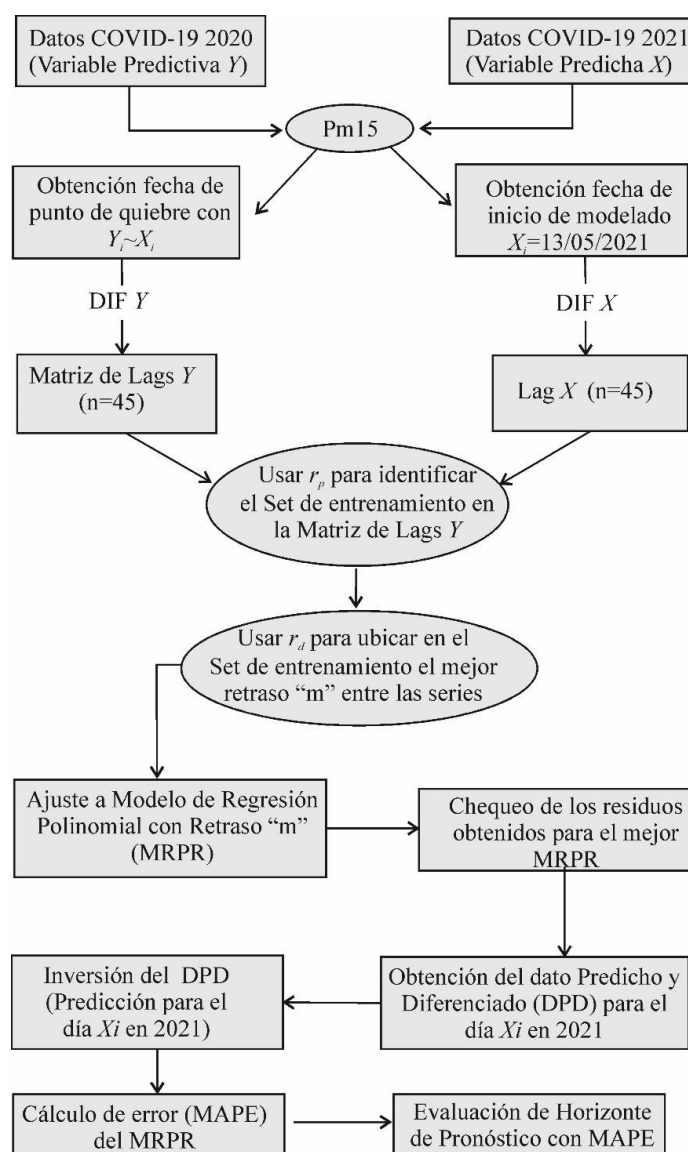 Datos COVID-19 2020
(Variable Predictiva Y)
Datos COVID-19 2021
(Variable Predicha X)
Pm15
Obtención fecha de
punto de quiebre con
Yᵢ~Xᵢ
Obtención fecha de
inicio de modelado
Xᵢ=13/05/2021
DIF Y
DIF X
Matriz de Lags Y
(n=45)
Lag X (n=45)
Usar rₚ para identificar
el Set de entrenamiento en
la Matriz de Lags Y
Usar r_d para ubicar en el
Set de entrenamiento el mejor
retraso “m” entre las series
Ajuste a Modelo de Regresión
Polinomial con Retraso “m”
(MRPR)
Chequeo de los residuos
obtenidos para el mejor
MRPR
Inversión del DPD
(Predicción para el
día Xi en 2021)
Obtención del dato Predicho y
Diferenciado (DPD) para el
día Xi en 2021
Cálculo de error (MAPE)
del MRPR
Evaluación de Horizonte
de Pronóstico con MAPE